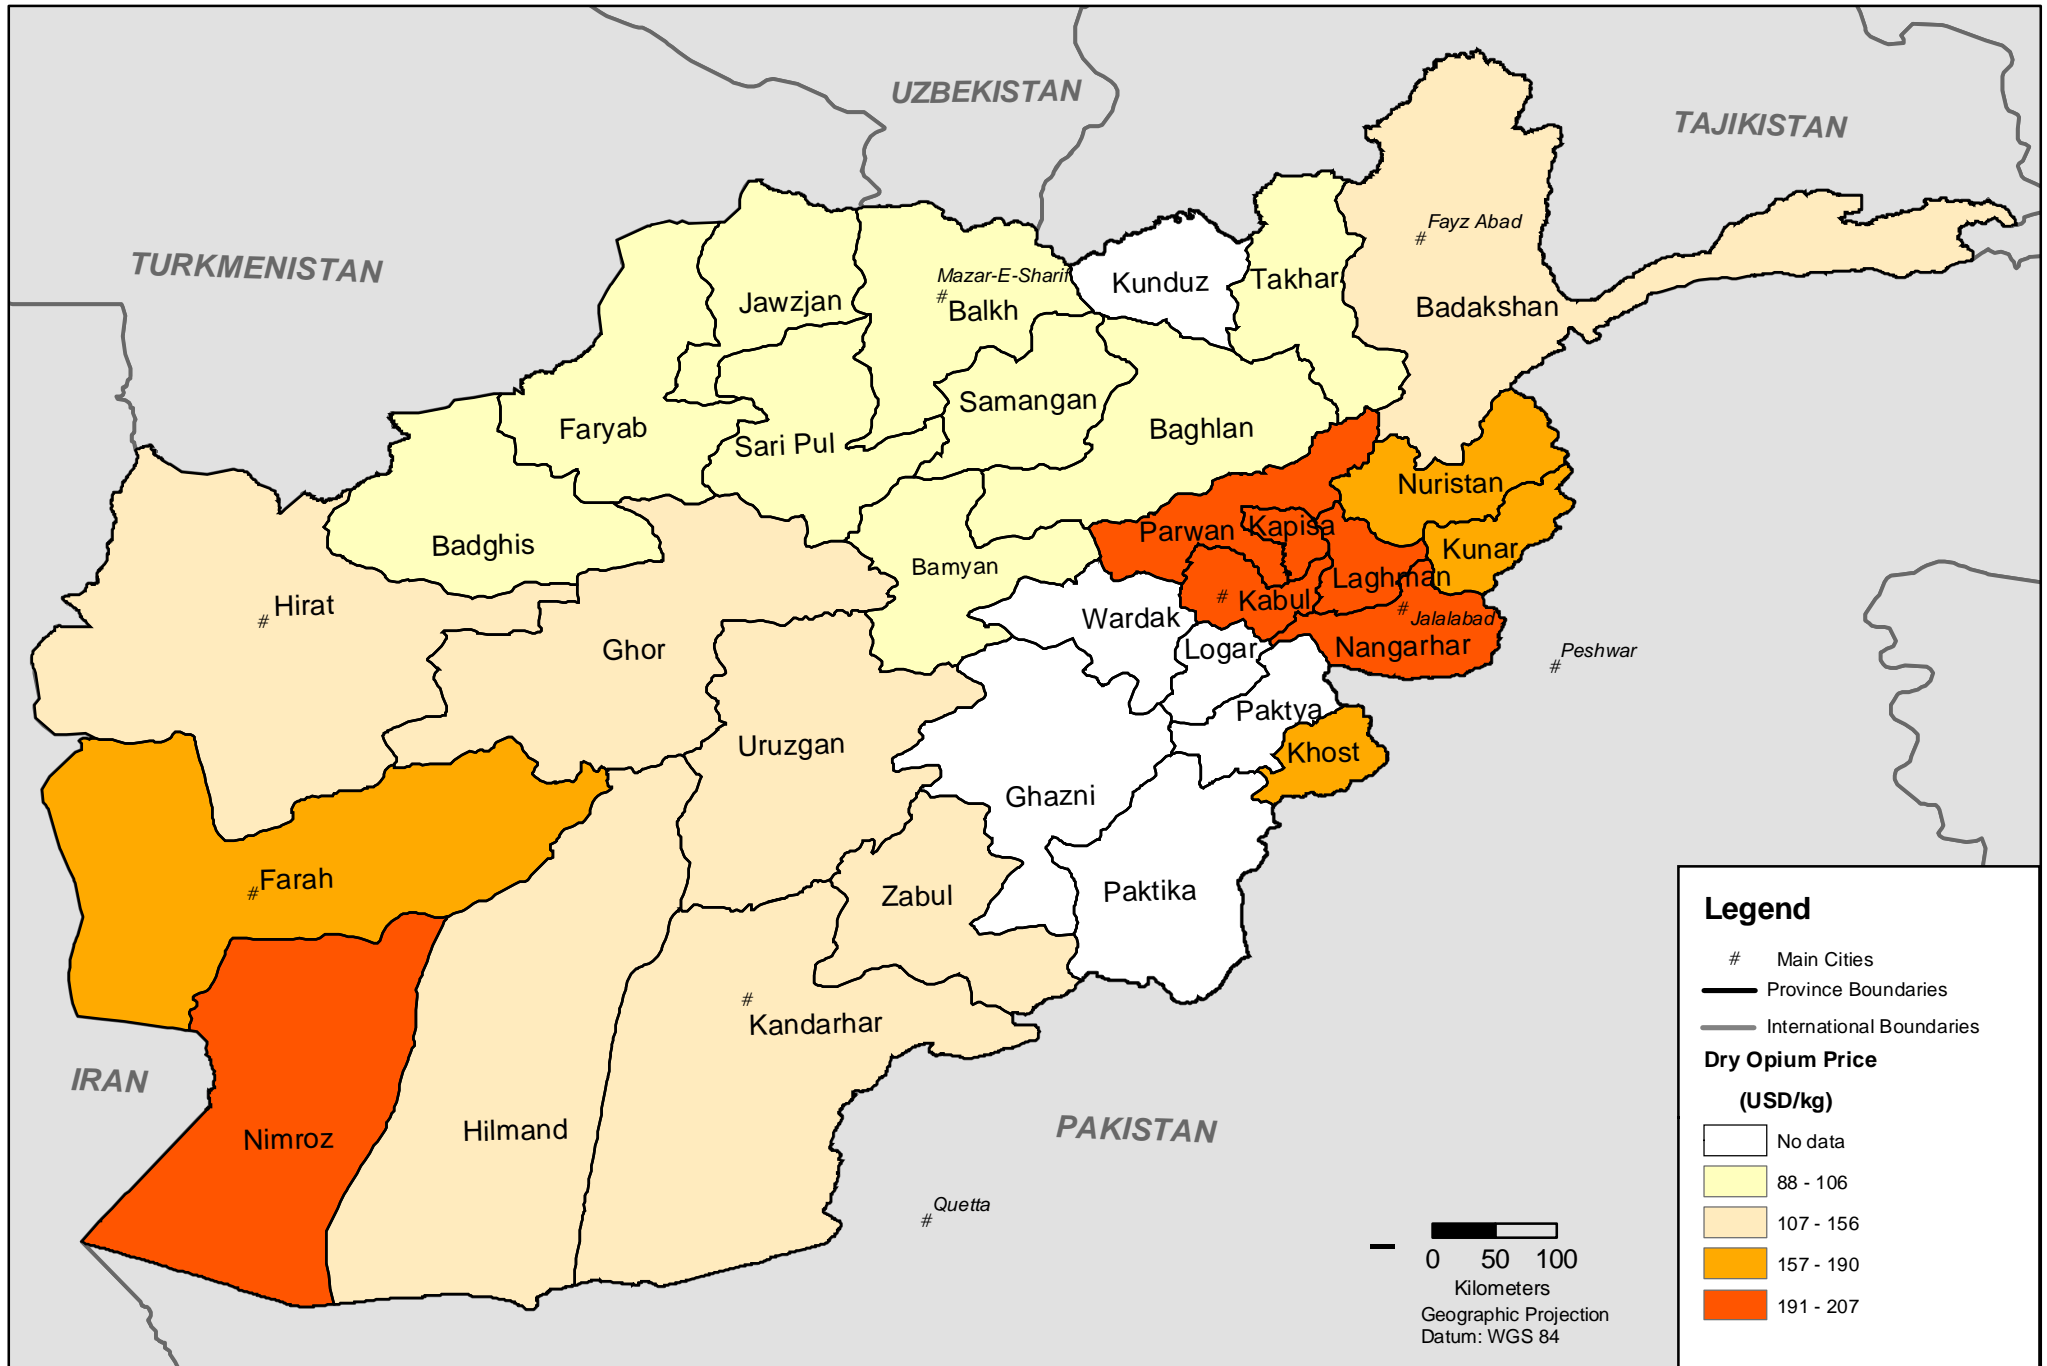 UZBEKISTAN
TAJIKISTAN
TURKMENISTAN
Fayz Abad
#
Mazar-E-Sharif
#
Kunduz
Takhar
Jawzjan
Balkh
Badakshan
Samangan
Faryab
Sari Pul
Baghlan
Nuristan
Parwan
Kapisa
Badghis
Kunar
Bamyan
Laghman
Hirat
#
Kabul
#
#
Jalalabad
Wardak
Ghor
Logar
Nangarhar
Peshwar
#
Paktya
Uruzgan
Khost
Ghazni
Farah
#
Zabul
Paktika
#
Kandarhar
IRAN
Nimroz
Hilmand
PAKISTAN
Quetta
#
0 50 100
Kilometers
Geographic Projection
Datum: WGS 84
Legend
# Main Cities
Province Boundaries
International Boundaries
Dry Opium Price
(USD/kg)
No data
88 - 106
107 - 156
157 - 190
191 - 207